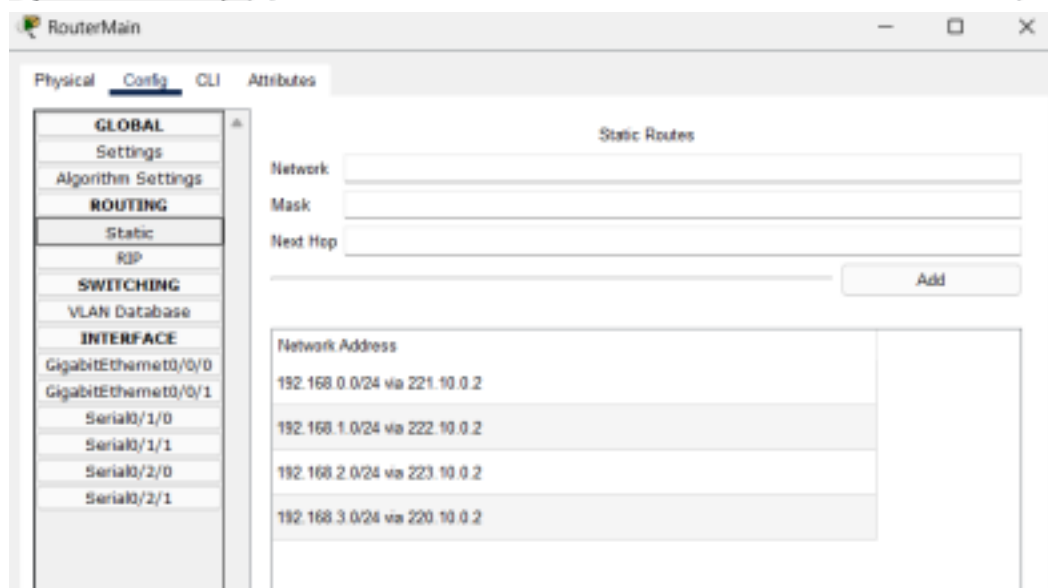 RouterMain
Physical Config CLI Attributes
GLOBAL
Settings
Algorithm Settings
ROUTING
Static
RIP
SWITCHING
VLAN Database
INTERFACE
GigabitEthernet0/0/0
GigabitEthernet0/0/1
Serial0/1/0
Serial0/1/1
Serial0/2/0
Serial0/2/1
Static Routes
Network
Mask
Next Hop
Add
Network Address
192.168.0.0/24 via 221.10.0.2
192.168.1.0/24 via 222.10.0.2
192.168.2.0/24 via 223.10.0.2
192.168.3.0/24 via 220.10.0.2